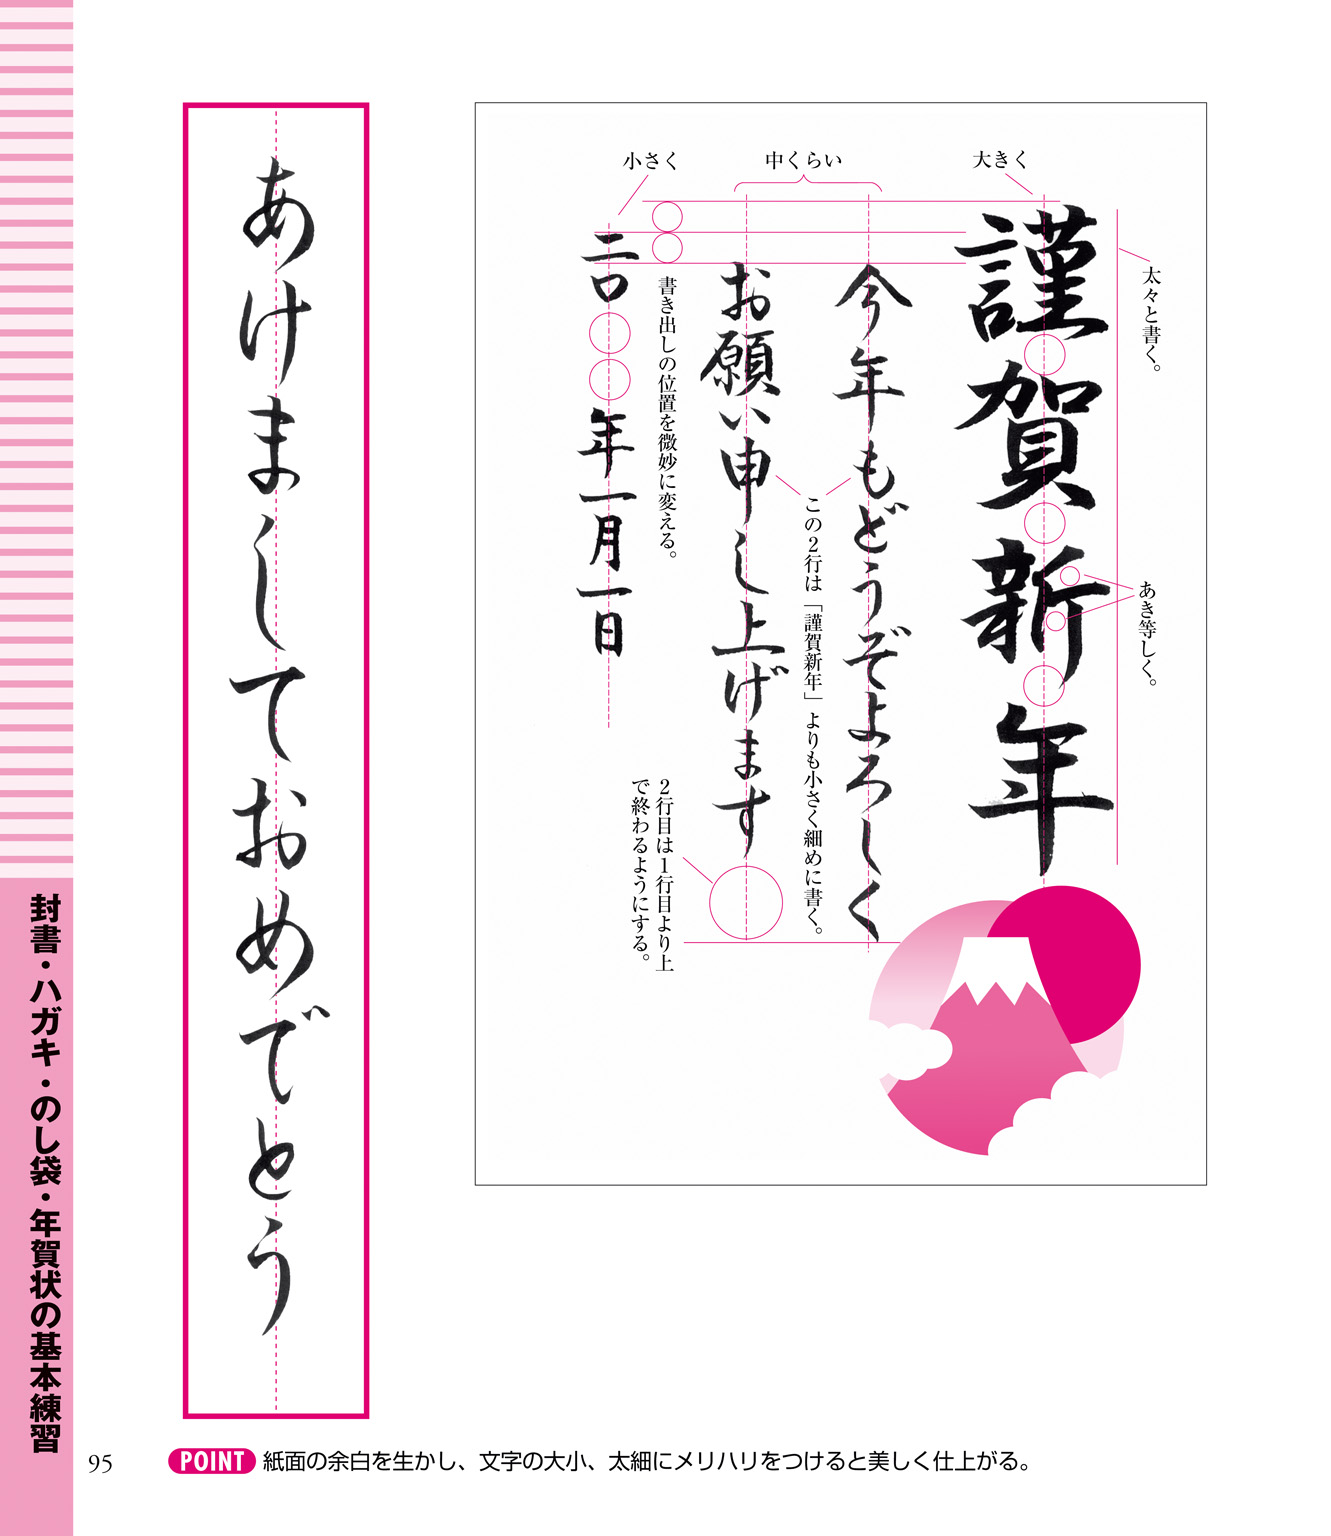 大きく
中くらい
小さく
謹賀新年
太々と書く。
あき等しく。
今年もどうぞよろしく
お願い申し上げます
この2行は「謹賀新年」よりも小さく細めに書く。
書き出しの位置を微妙に変える。
二〇〇〇年一月一日
2行目は1行目より上
で終わるようにする。
あけましておめでとう
封書・ハガキ・のし袋・年賀状の基本練習
95
POINT 紙面の余白を生かし、文字の大小、太細にメリハリをつけると美しく仕上がる。